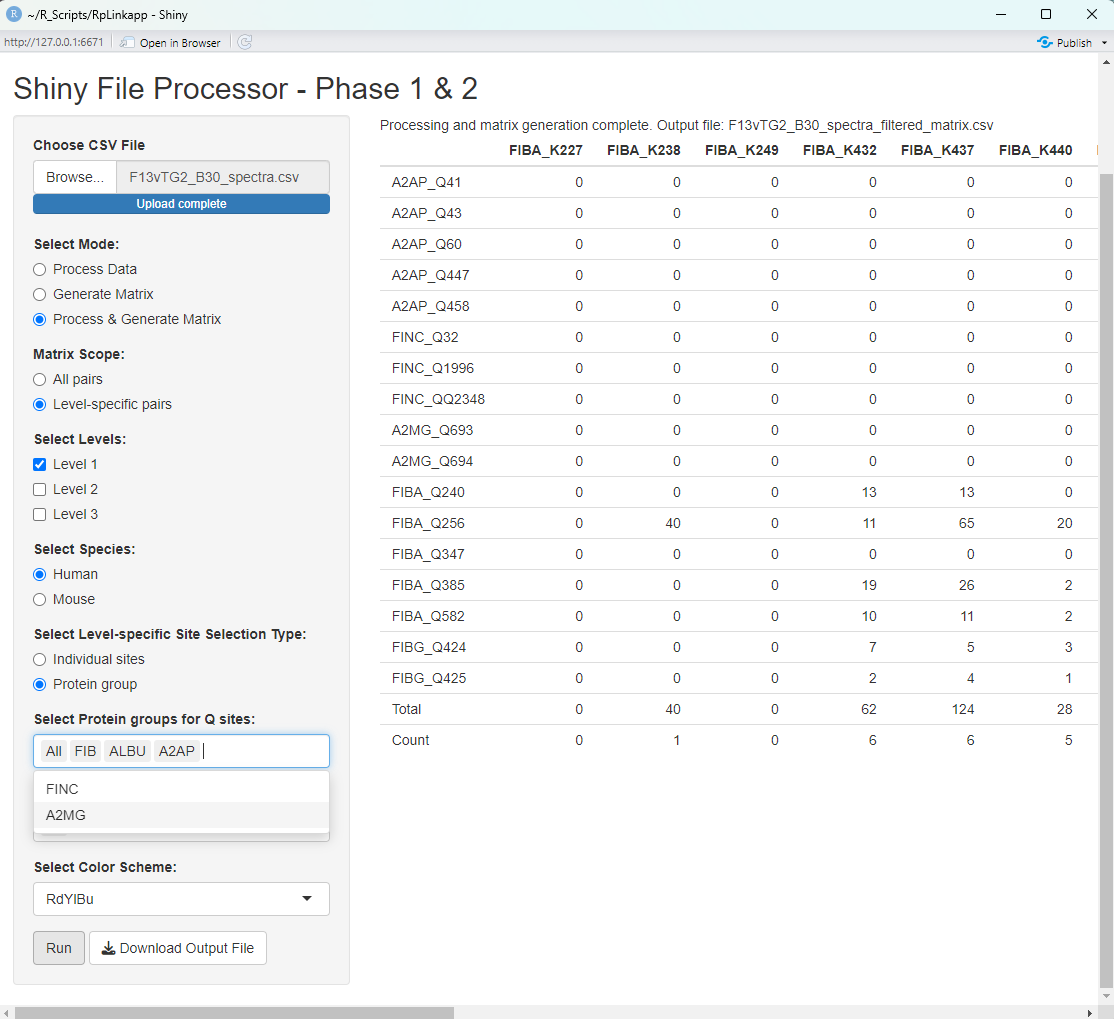 ~/R_Scripts/RpLinkapp - Shiny
http://127.0.0.1:6671 Open in Browser Publish
Shiny File Processor - Phase 1 & 2
Choose CSV File
Browse... F13vTG2_B30_spectra.csv
Upload complete
Select Mode:
Process Data
Generate Matrix
Process & Generate Matrix
Matrix Scope:
All pairs
Level-specific pairs
Select Levels:
Level 1
Level 2
Level 3
Select Species:
Human
Mouse
Select Level-specific Site Selection Type:
Individual sites
Protein group
Select Protein groups for Q sites:
All FIB ALBU A2AP
FINC
A2MG
Select Color Scheme:
RdYlBu
Run Download Output File
Processing and matrix generation complete. Output file: F13vTG2_B30_spectra_filtered_matrix.csv
FIBA_K227 FIBA_K238 FIBA_K249 FIBA_K432 FIBA_K437 FIBA_K440
A2AP_Q41 0 0 0 0 0 0
A2AP_Q43 0 0 0 0 0 0
A2AP_Q60 0 0 0 0 0 0
A2AP_Q447 0 0 0 0 0 0
A2AP_Q458 0 0 0 0 0 0
FINC_Q32 0 0 0 0 0 0
FINC_Q1996 0 0 0 0 0 0
FINC_QQ2348 0 0 0 0 0 0
A2MG_Q693 0 0 0 0 0 0
A2MG_Q694 0 0 0 0 0 0
FIBA_Q240 0 0 0 13 13 0
FIBA_Q256 0 40 0 11 65 20
FIBA_Q347 0 0 0 0 0 0
FIBA_Q385 0 0 0 19 26 2
FIBA_Q582 0 0 0 10 11 2
FIBG_Q424 0 0 0 7 5 3
FIBG_Q425 0 0 0 2 4 1
Total 0 40 0 62 124 28
Count 0 1 0 6 6 5